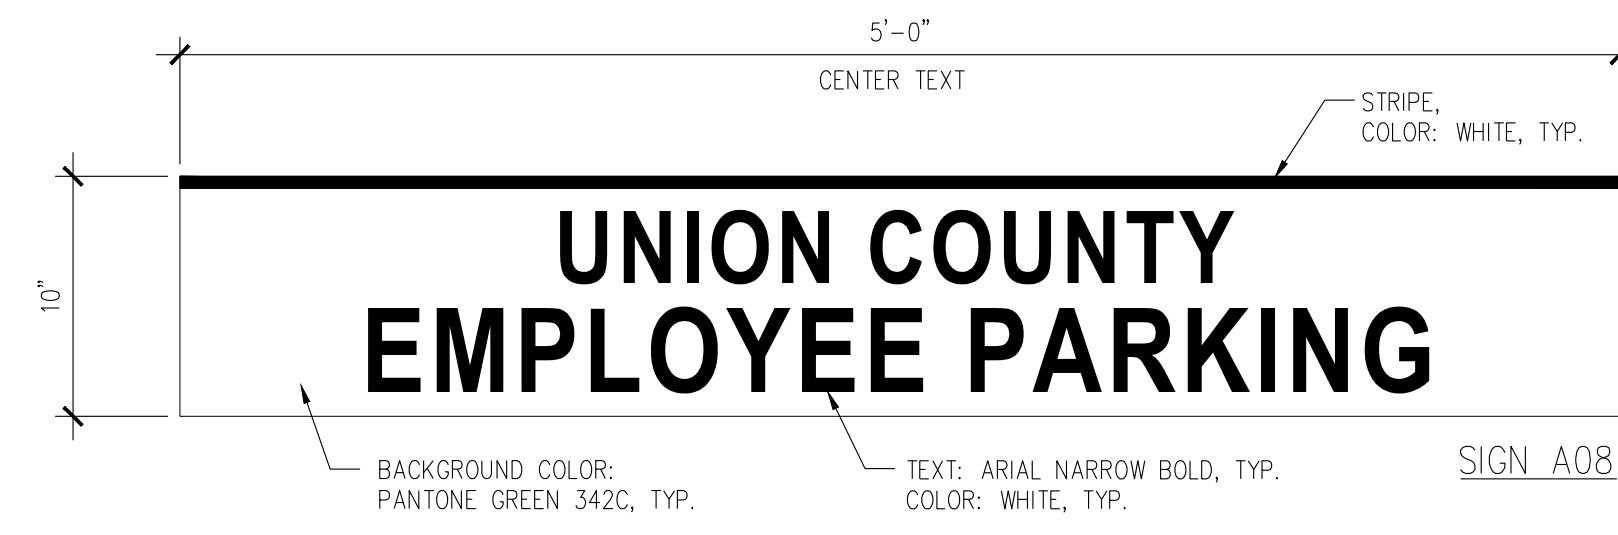 5'-0"
CENTER TEXT
STRIPE,
COLOR: WHITE, TYP.
10"
UNION COUNTY
EMPLOYEE PARKING
BACKGROUND COLOR:
PANTONE GREEN 342C, TYP.
TEXT: ARIAL NARROW BOLD, TYP.
COLOR: WHITE, TYP.
SIGN A08